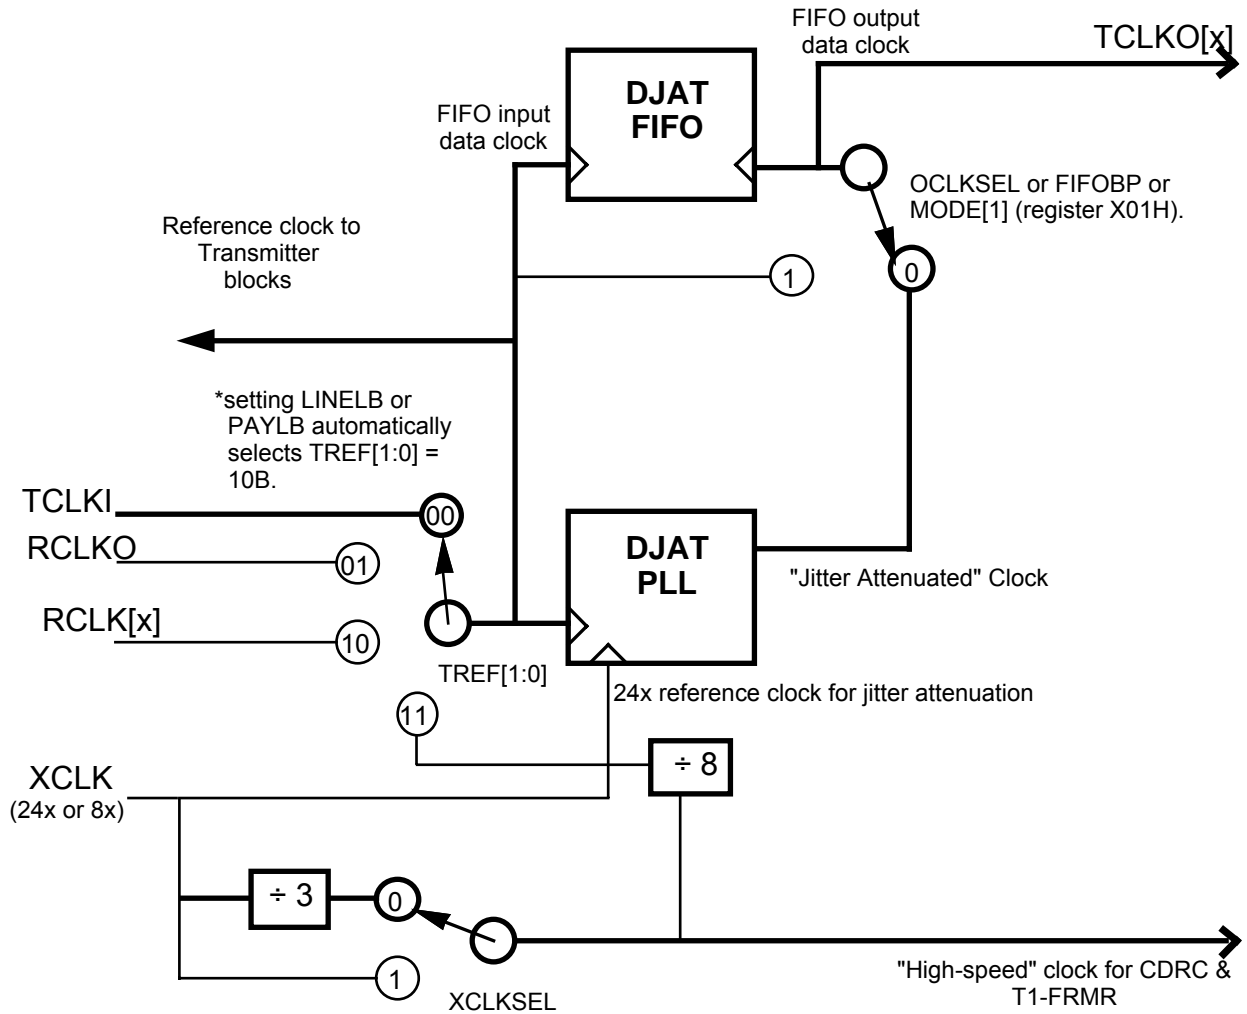 FIFO output
data clock
TCLKO[x]
DJAT
FIFO
FIFO input
data clock
OCLKSEL or FIFOBP or
MODE[1] (register X01H).
Reference clock to
Transmitter
blocks
0
1
*setting LINELB or
PAYLB automatically
selects TREF[1:0] =
10B.
TCLKI
00
RCLKO
01
DJAT
PLL
"Jitter Attenuated" Clock
RCLK[x]
10
TREF[1:0]
24x reference clock for jitter attenuation
11
÷ 8
XCLK
(24x or 8x)
÷ 3
0
1
XCLKSEL
"High-speed" clock for CDRC &
T1-FRMR